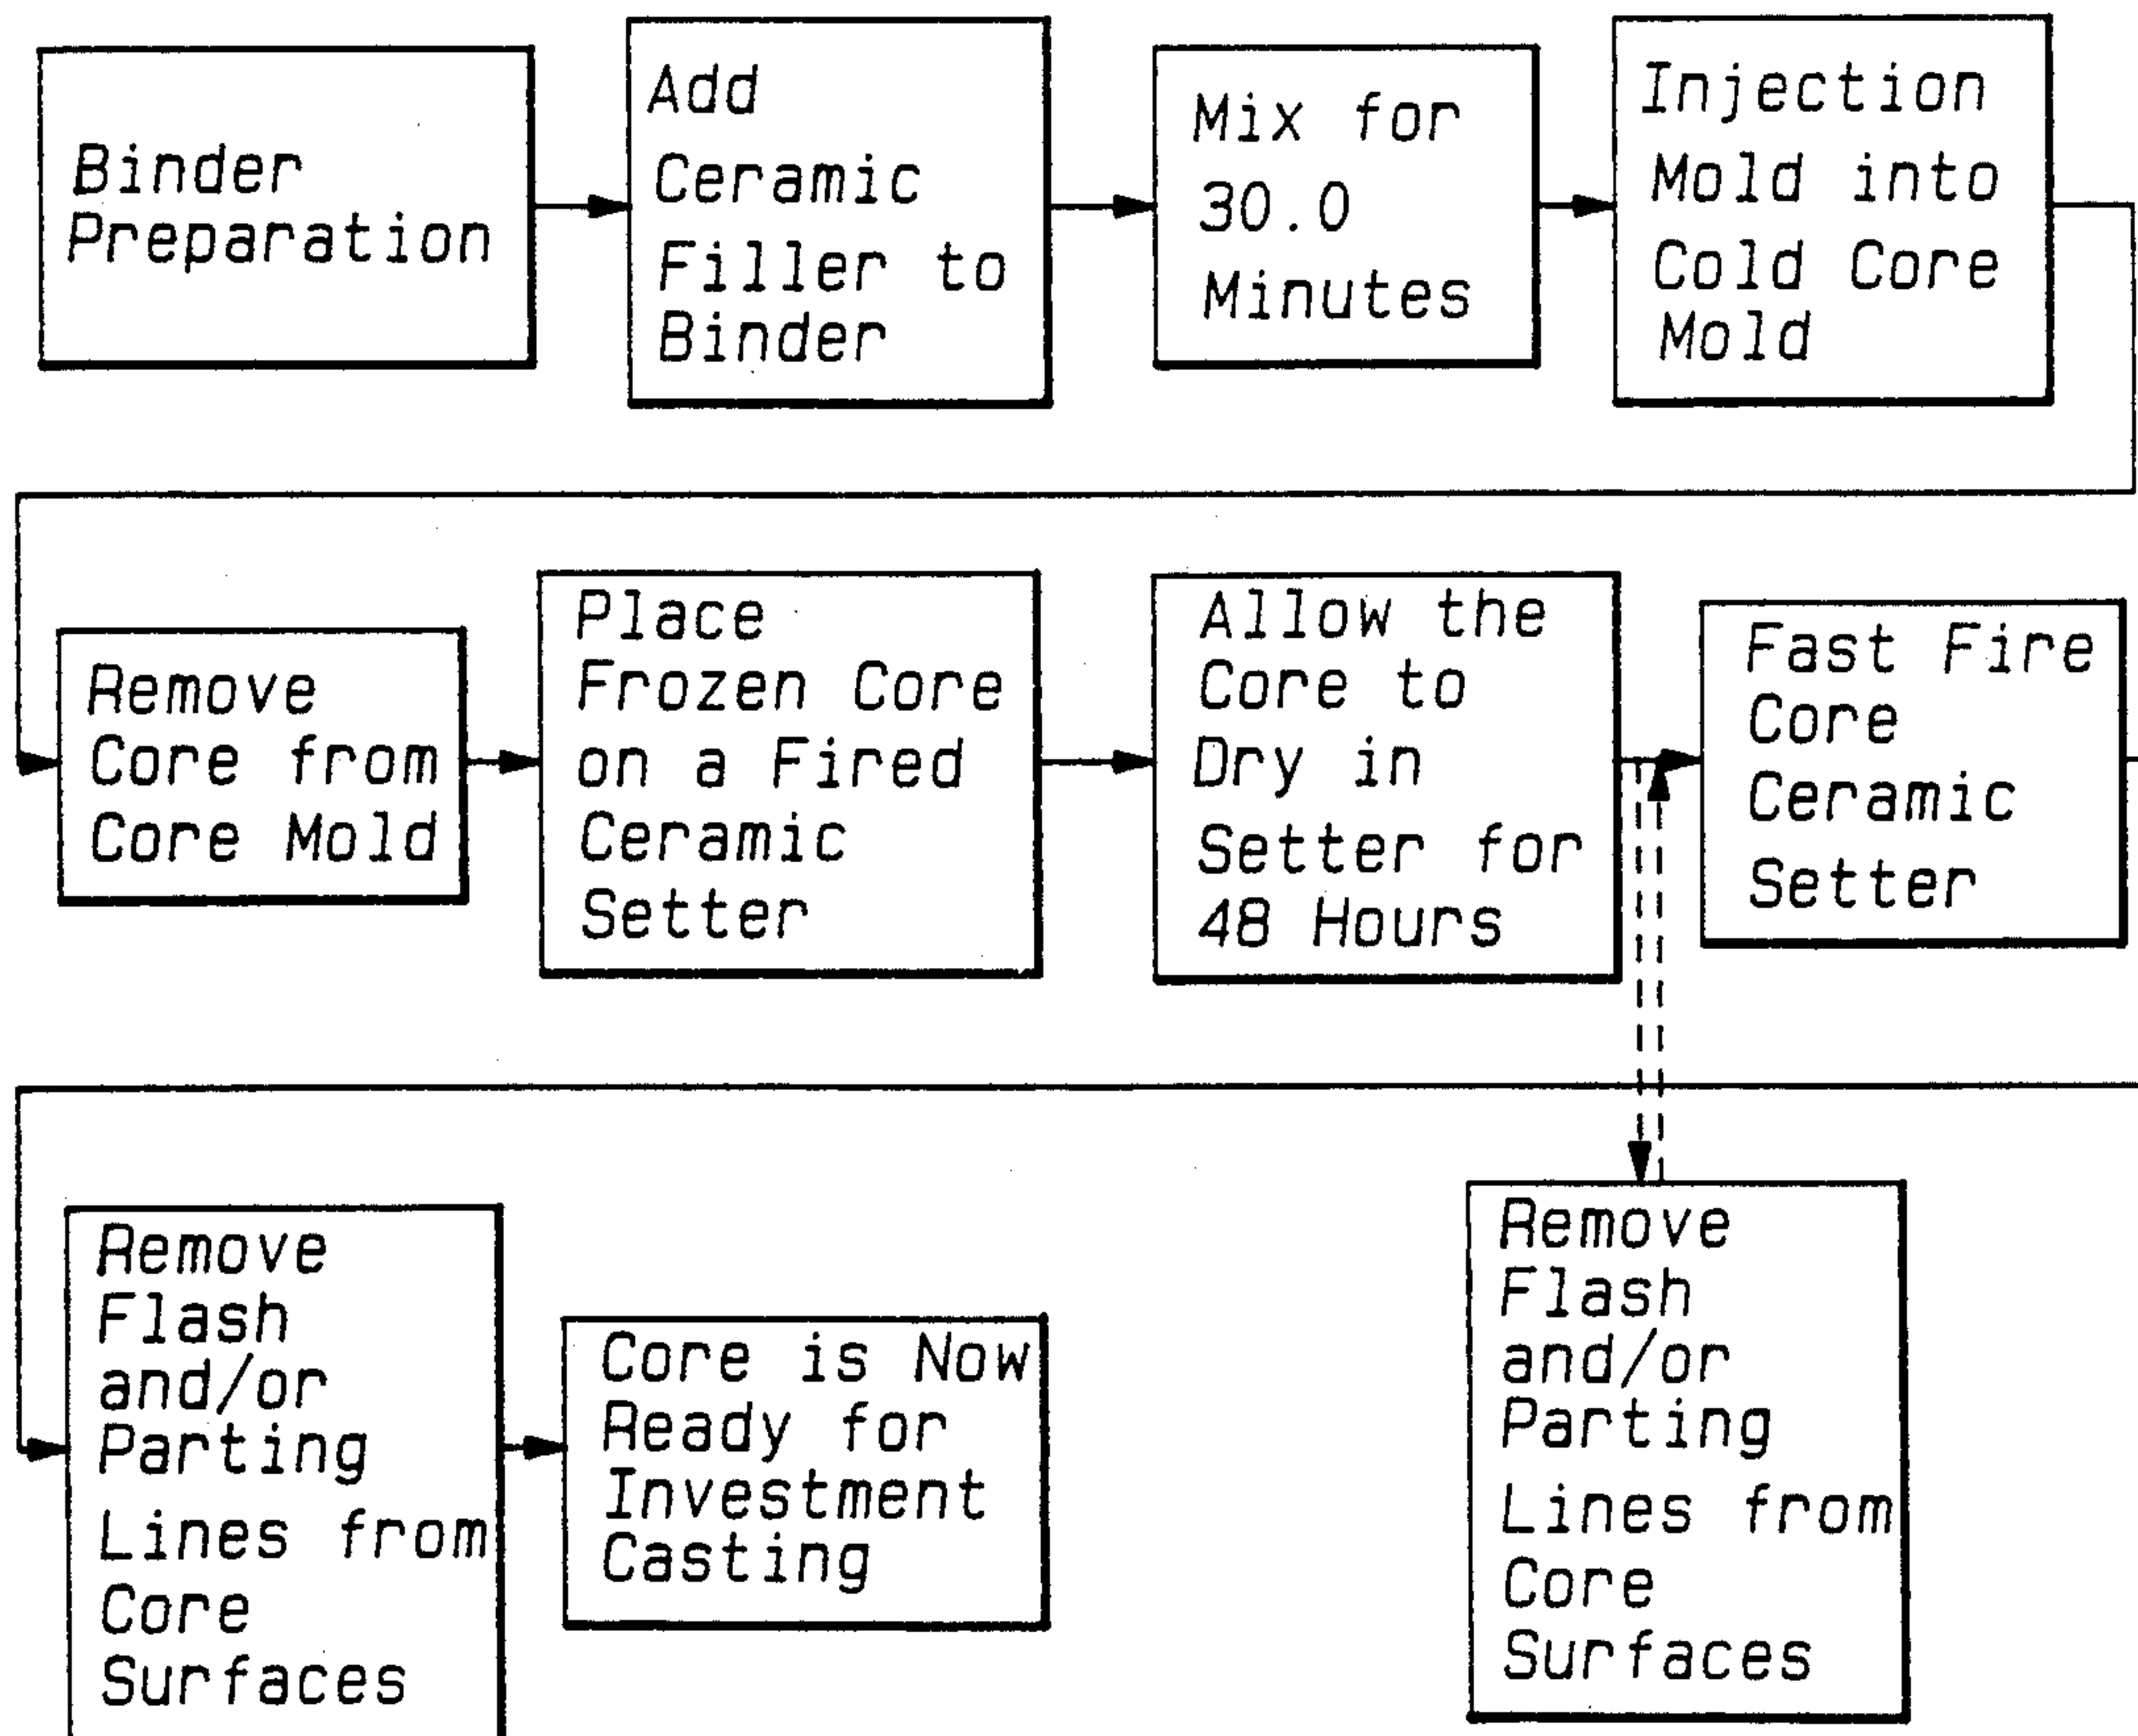 Binder
Preparation
Add
Ceramic
Filler to
Binder
Mix for
30.0
Minutes
Injection
Mold into
Cold Core
Mold
Remove
Core from
Core Mold
Place
Frozen Core
on a Fired
Ceramic
Setter
Allow the
Core to
Dry in
Setter for
48 Hours
Fast Fire
Core
Ceramic
Setter
Remove
Flash
and/or
Parting
Lines from
Core
Surfaces
Core is Now
Ready for
Investment
Casting
Remove
Flash
and/or
Parting
Lines from
Core
Surfaces